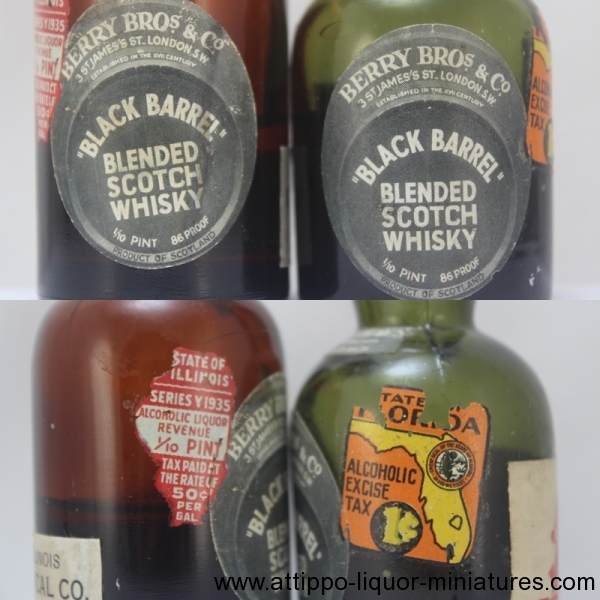 Y1935
LIQUOR
PINT
BERRY BROS & Co
3 ST JAMES'S ST., LONDON S.W.
ESTABLISHED IN THE XVII CENTURY
"BLACK BARREL"
BLENDED
SCOTCH
WHISKY
1/10 PINT 86 PROOF
PRODUCT OF SCOTLAND
BERRY BROS & Co
3 ST JAMES'S ST., LONDON S.W.
ESTABLISHED IN THE XVII CENTURY
"BLACK BARREL"
BLENDED
SCOTCH
WHISKY
1/10 PINT 86 PROOF
PRODUCT OF SCOTLAND
EXCISE
TAX
STATE OF
ILLINOIS
SERIES Y1935
ALCOHOLIC LIQUOR
REVENUE
1/10 PINT
TAX PAID AT
THE RATE OF
50¢
PER
GAL
BERRY
"BLACK
CAL CO.
ALCOHOLIC
EXCISE
TAX
1¢
www.attippo-liquor-miniatures.com